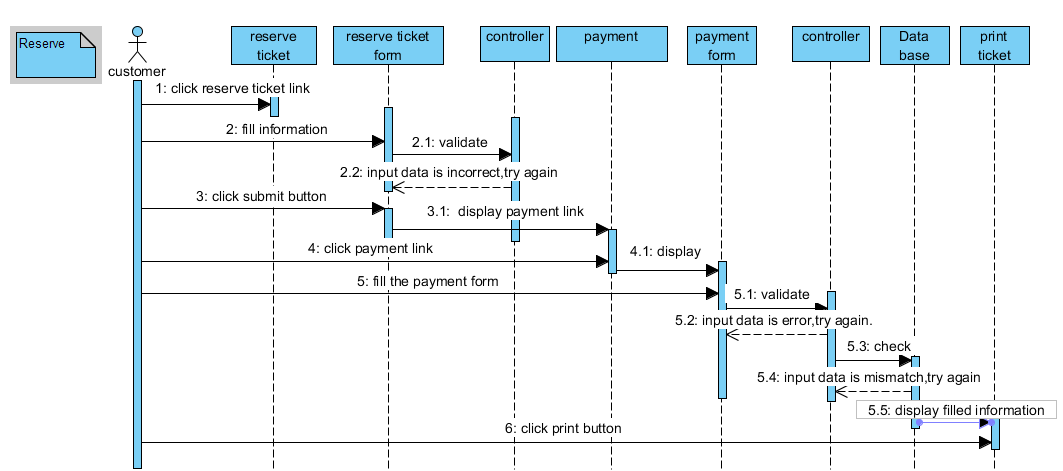 Reserve
customer
reserve
ticket
reserve ticket
form
controller
payment
payment
form
controller
Data
base
print
ticket
1: click reserve ticket link
2: fill information
2.1: validate
2.2: input data is incorrect,try again
3: click submit button
3.1: display payment link
4: click payment link
4.1: display
5: fill the payment form
5.1: validate
5.2: input data is error,try again.
5.3: check
5.4: input data is mismatch,try again
5.5: display filled information
6: click print button